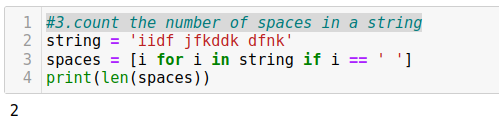 1 #3.count the number of spaces in a string
2 string = 'iidf jfkddk dfnk'
3 spaces = [i for i in string if i == ' ']
4 print(len(spaces))
2